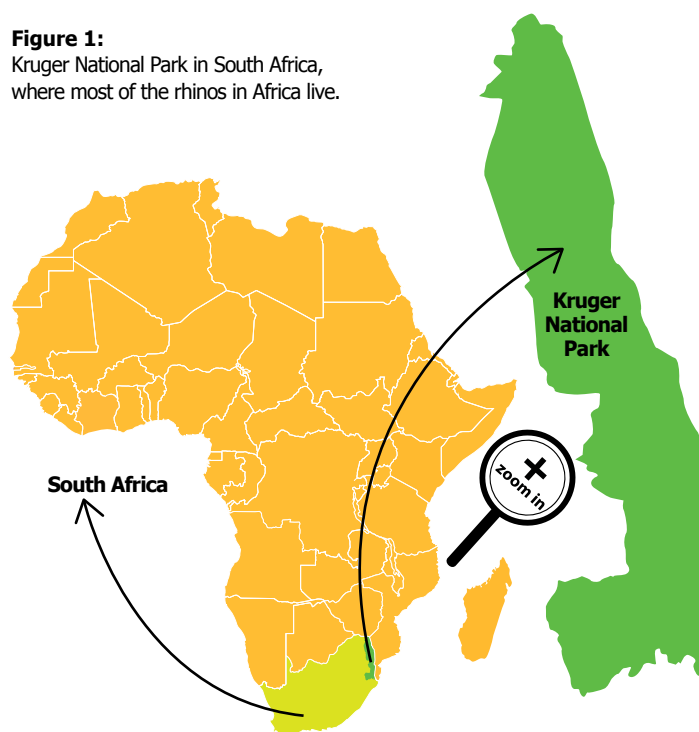 Figure 1:
Kruger National Park in South Africa,
where most of the rhinos in Africa live.
Kruger
National
Park
South Africa
zoom in